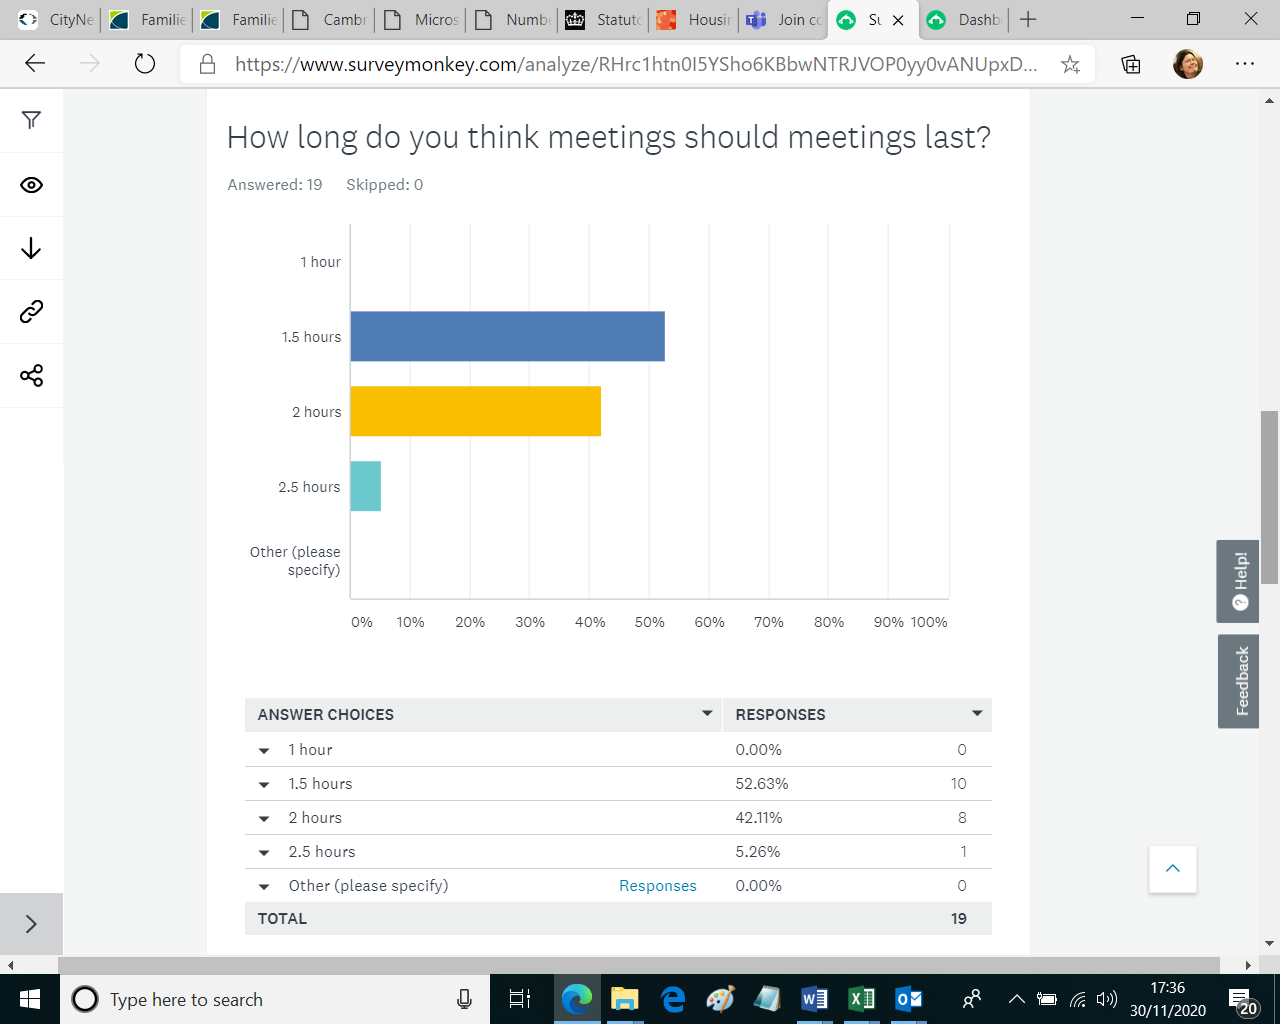 CityNe
Familie
Familie
Cambr
Micros
Numbe
Statuto
Housin
Join co
Su
Dashb
https://www.surveymonkey.com/analyze/RHrc1htn0I5YSho6KBbwNTRJVOP0yy0vANUpxD...
How long do you think meetings should meetings last?
Answered: 19 Skipped: 0
1 hour
1.5 hours
2 hours
2.5 hours
Other (please
specify)
0% 10% 20% 30% 40% 50% 60% 70% 80% 90% 100%
Help!
Feedback
ANSWER CHOICES RESPONSES
1 hour 0.00% 0
1.5 hours 52.63% 10
2 hours 42.11% 8
2.5 hours 5.26% 1
Other (please specify) Responses 0.00% 0
TOTAL 19
Type here to search
17:36
30/11/2020
20